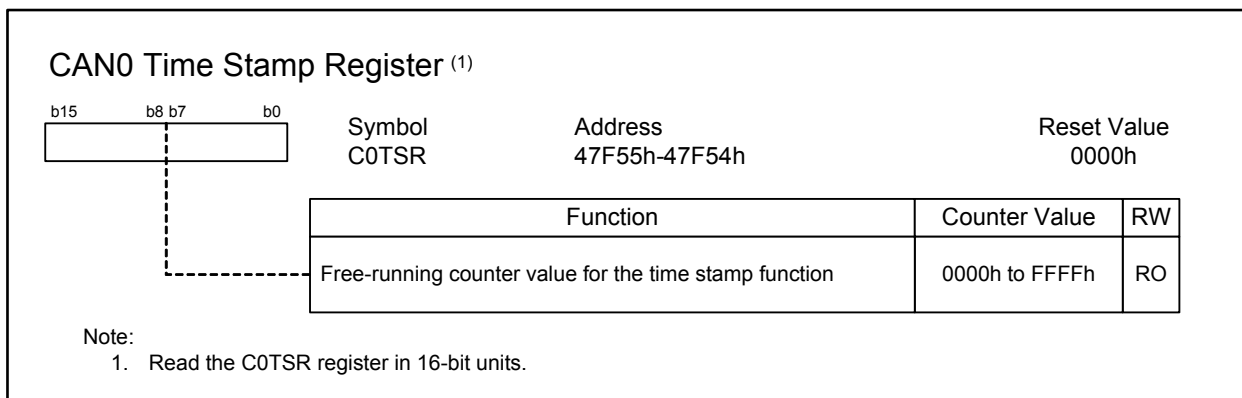 CAN0 Time Stamp Register (1)
b15 b8 b7 b0
Symbol Address Reset Value
C0TSR 47F55h-47F54h 0000h
Function Counter Value RW
Free-running counter value for the time stamp function 0000h to FFFFh RO
Note:
1. Read the C0TSR register in 16-bit units.